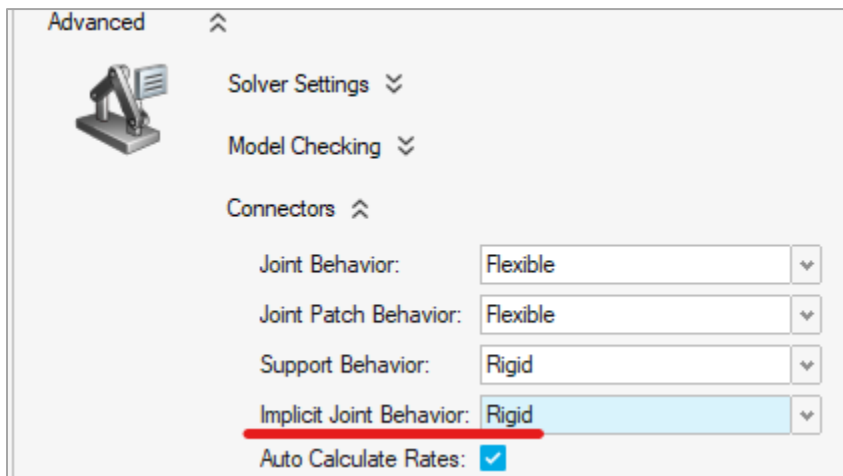 Advanced
Solver Settings
Model Checking
Connectors
Joint Behavior: Flexible
Joint Patch Behavior: Flexible
Support Behavior: Rigid
Implicit Joint Behavior: Rigid
Auto Calculate Rates: